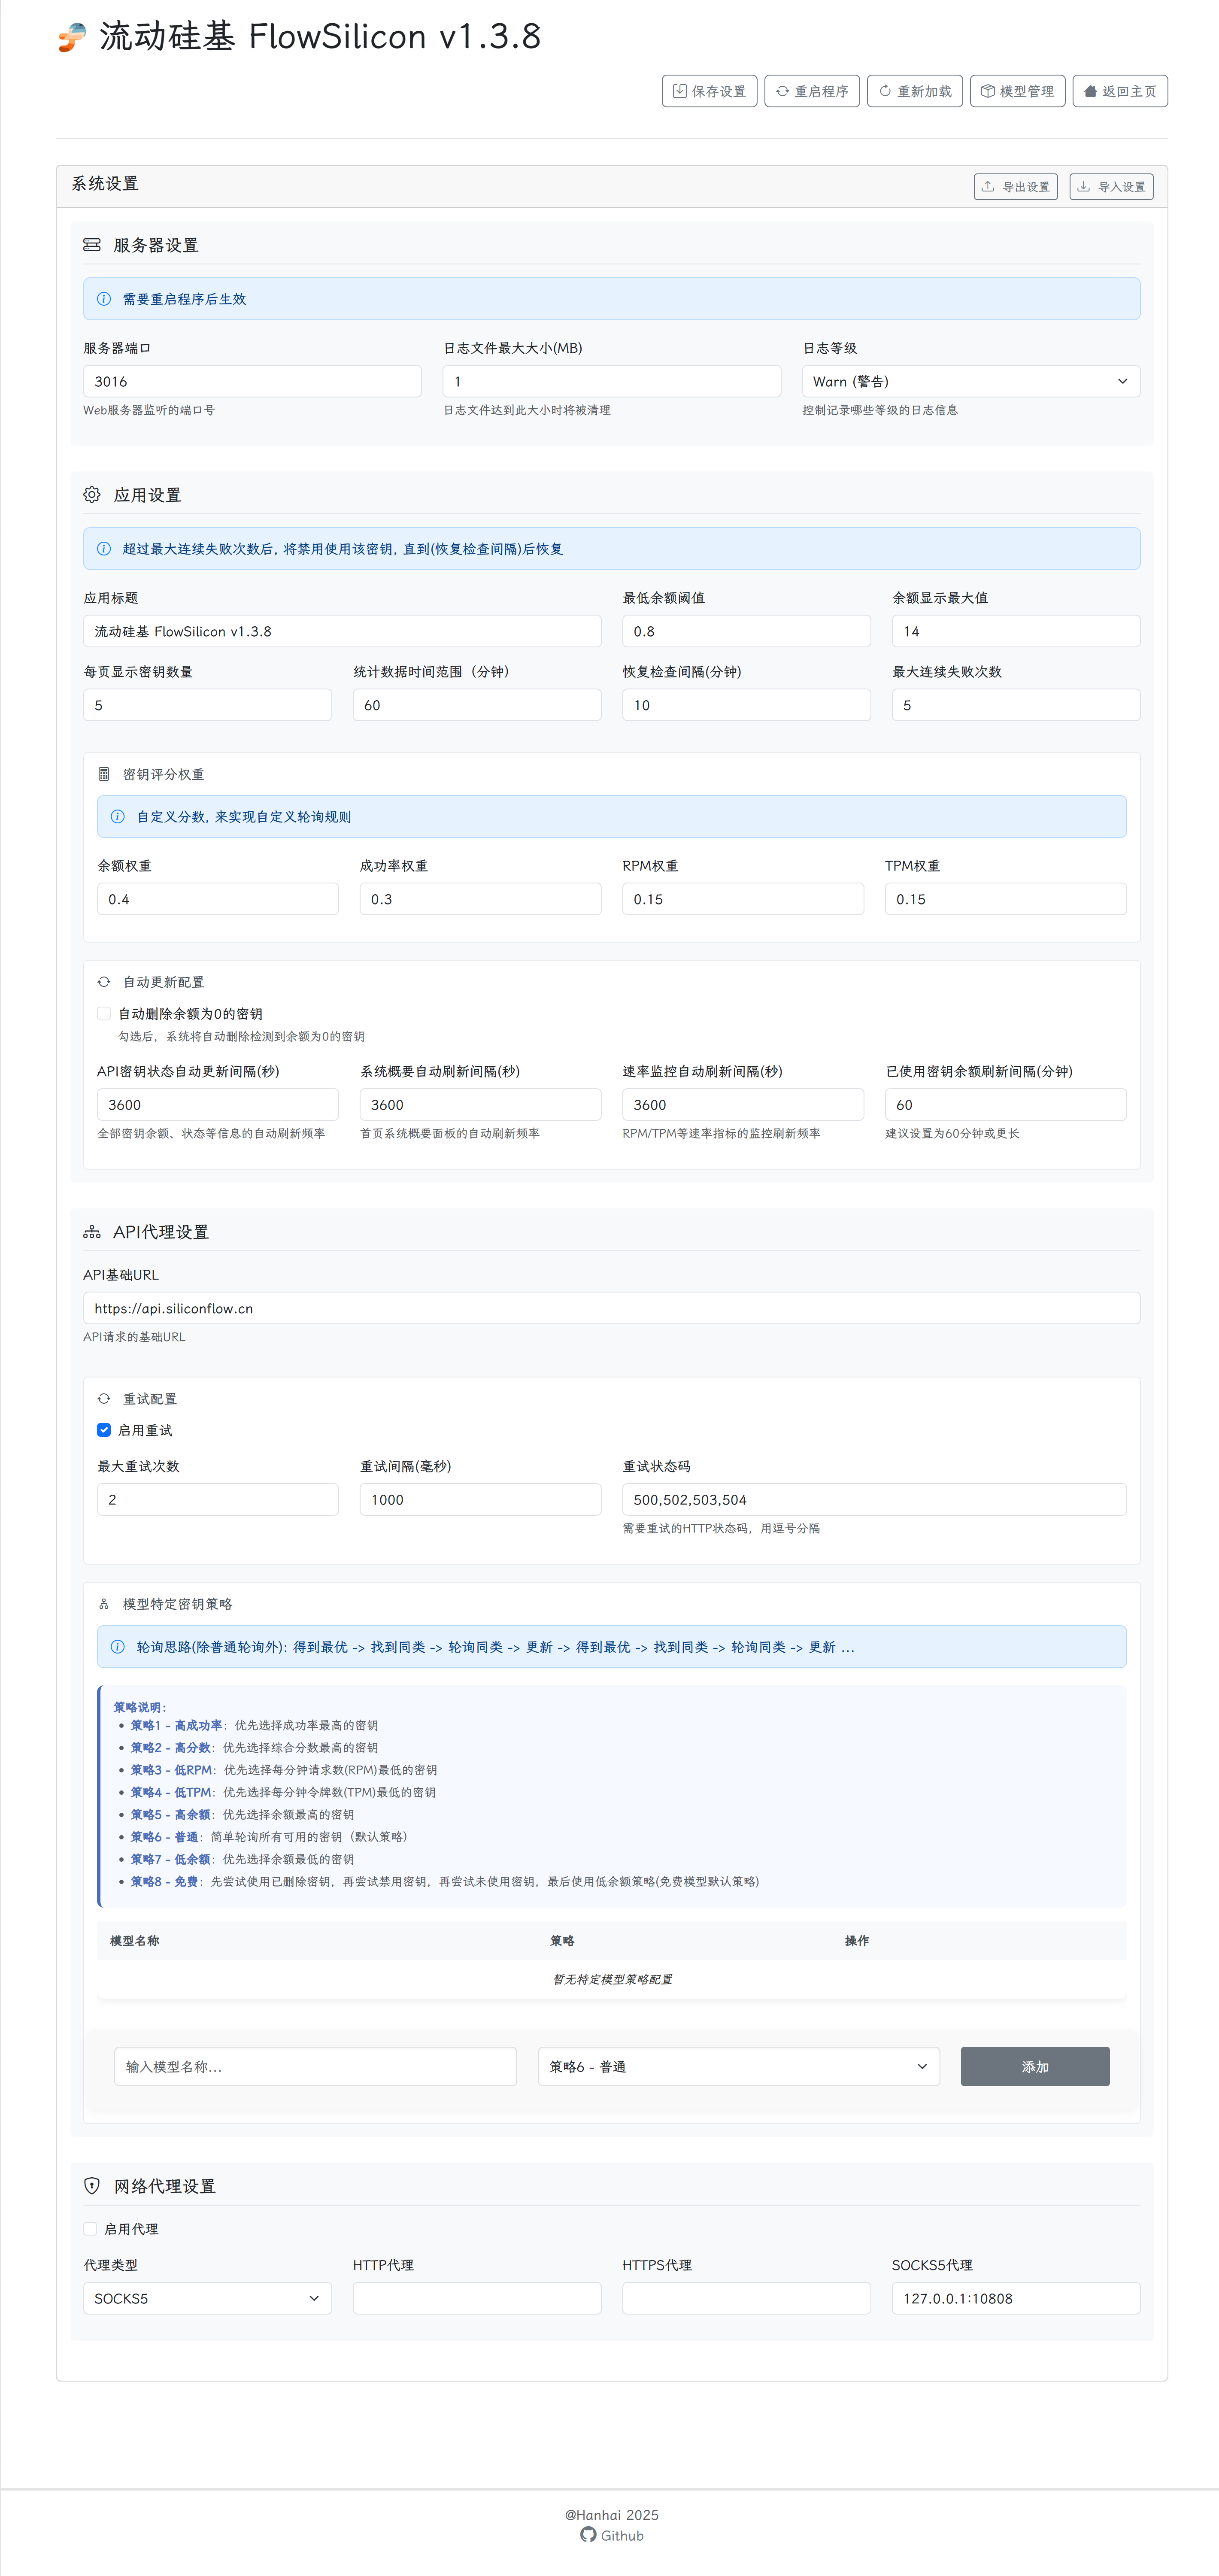 流动硅基 FlowSilicon v1.3.8
保存设置 重启程序 重新加载 模型管理 返回主页
系统设置 导出设置 导入设置
服务器设置
需要重启程序后生效
服务器端口 日志文件最大大小(MB) 日志等级
3016 1 Warn (警告)
Web服务器监听的端口号 日志文件达到此大小时将被清理 控制记录哪些等级的日志信息
应用设置
超过最大连续失败次数后, 将禁用使用该密钥, 直到(恢复检查间隔)后恢复
应用标题 最低余额阈值 余额显示最大值
流动硅基 FlowSilicon v1.3.8 0.8 14
每页显示密钥数量 统计数据时间范围（分钟） 恢复检查间隔(分钟) 最大连续失败次数
5 60 10 5
密钥评分权重
自定义分数, 来实现自定义轮询规则
余额权重 成功率权重 RPM权重 TPM权重
0.4 0.3 0.15 0.15
自动更新配置
自动删除余额为0的密钥
勾选后，系统将自动删除检测到余额为0的密钥
API密钥状态自动更新间隔(秒) 系统概要自动刷新间隔(秒) 速率监控自动刷新间隔(秒) 已使用密钥余额刷新间隔(分钟)
3600 3600 3600 60
全部密钥余额、状态等信息的自动刷新频率 首页系统概要面板的自动刷新频率 RPM/TPM等速率指标的监控刷新频率 建议设置为60分钟或更长
API代理设置
API基础URL
https://api.siliconflow.cn
API请求的基础URL
重试配置
启用重试
最大重试次数 重试间隔(毫秒) 重试状态码
2 1000 500,502,503,504
需要重试的HTTP状态码，用逗号分隔
模型特定密钥策略
轮询思路(除普通轮询外): 得到最优 -> 找到同类 -> 轮询同类 -> 更新 -> 得到最优 -> 找到同类 -> 轮询同类 -> 更新 ...
策略说明：
• 策略1 - 高成功率：优先选择成功率最高的密钥
• 策略2 - 高分数：优先选择综合分数最高的密钥
• 策略3 - 低RPM：优先选择每分钟请求数(RPM)最低的密钥
• 策略4 - 低TPM：优先选择每分钟令牌数(TPM)最低的密钥
• 策略5 - 高余额：优先选择余额最高的密钥
• 策略6 - 普通：简单轮询所有可用的密钥（默认策略）
• 策略7 - 低余额：优先选择余额最低的密钥
• 策略8 - 免费：先尝试使用已删除密钥，再尝试禁用密钥，再尝试未使用密钥，最后使用低余额策略(免费模型默认策略)
模型名称 策略 操作
暂无特定模型策略配置
输入模型名称... 策略6 - 普通 添加
网络代理设置
启用代理
代理类型 HTTP代理 HTTPS代理 SOCKS5代理
SOCKS5 127.0.0.1:10808
@Hanhai 2025
Github